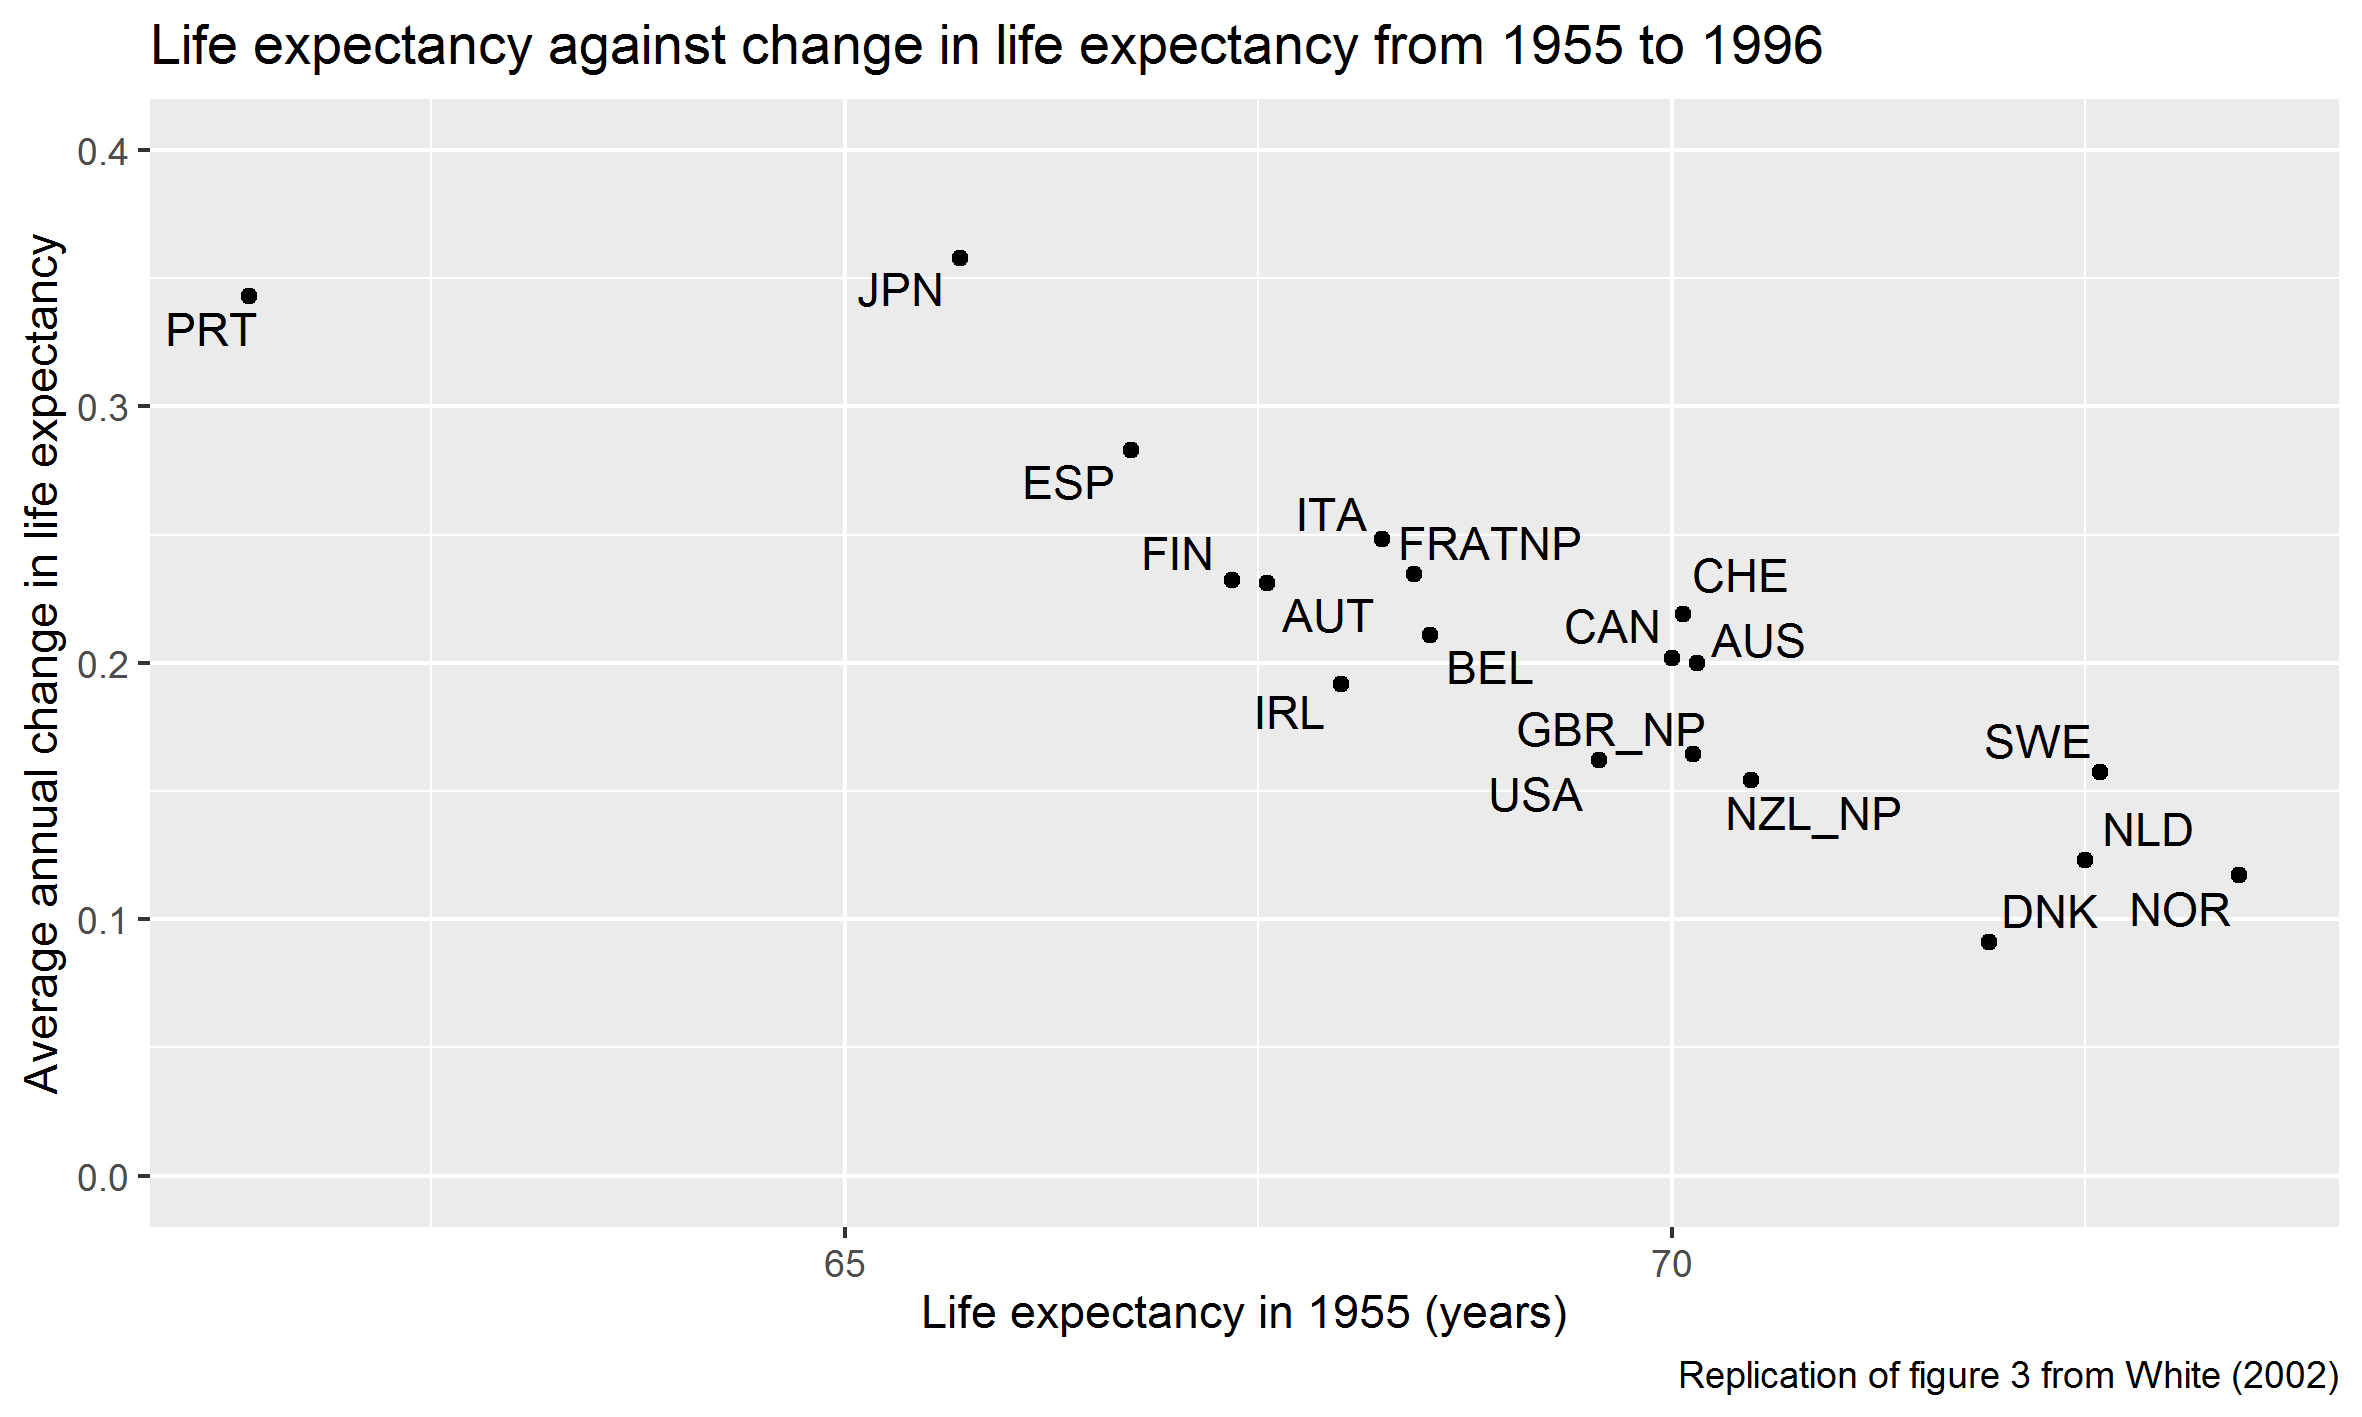 Life expectancy against change in life expectancy from 1955 to 1996
Average annual change in life expectancy
0.4
0.3
0.2
0.1
0.0
JPN
PRT
ESP
ITA
FRATNP
FIN
CHE
AUT
CAN
AUS
BEL
IRL
GBR_NP
SWE
USA
NZL_NP
NLD
DNK
NOR
65
70
Life expectancy in 1955 (years)
Replication of figure 3 from White (2002)